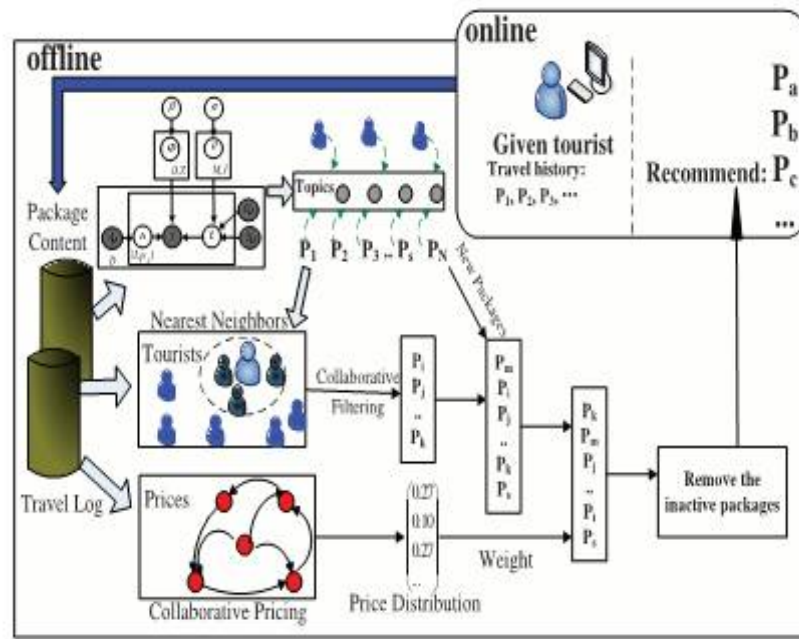 offline
online
Given tourist
Travel history:
P1, P2, P3, ...
Recommend:
Pa
Pb
Pc
...
Package
Content
β
α
Topics
P1 P2 P3 .. Ps PN
New Packages
Nearest Neighbors
Tourists
Collaborative
Filtering
Pi
Pj
..
Pk
Pm
Pi
Pj
..
Pk
Ps
Pk
Pm
Pj
..
Pi
Ps
Remove the
inactive packages
Travel Log
Prices
Collaborative Pricing
0.27
0.10
0.27
..
Price Distribution
Weight